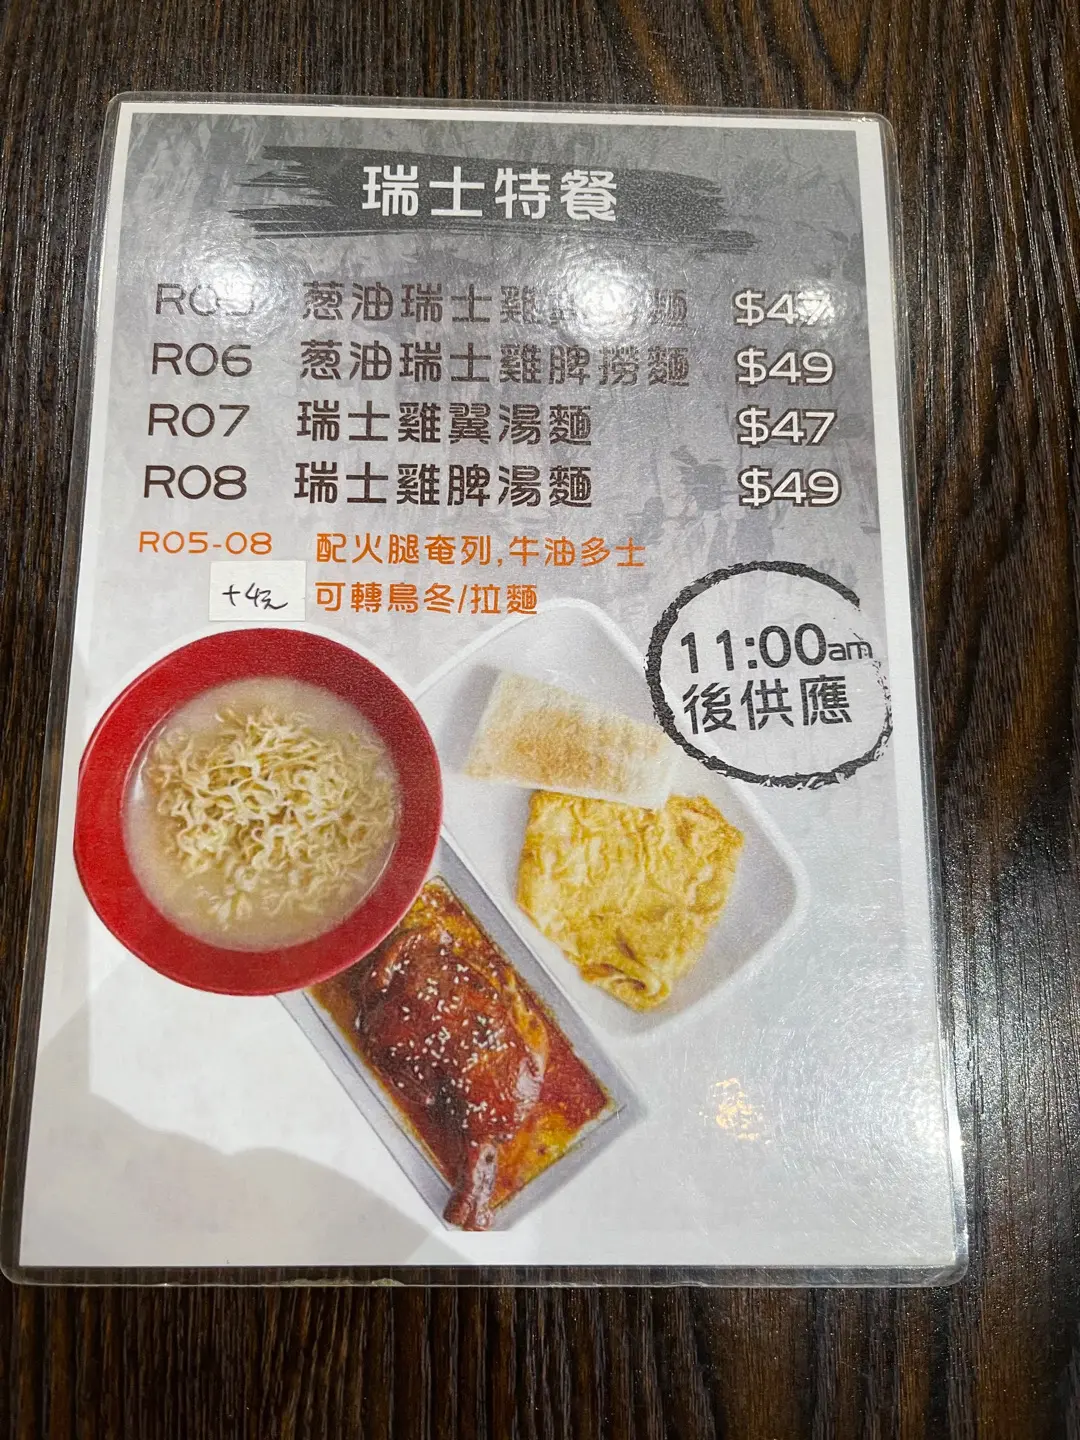 瑞士特餐
R05 葱油瑞士雞 麵 $47
R06 葱油瑞士雞脾撈麵 $49
R07 瑞士雞翼湯麵 $47
R08 瑞士雞脾湯麵 $49
R05-08 配火腿奄列,牛油多士
+4元 可轉烏冬/拉麵
11:00am
後供應